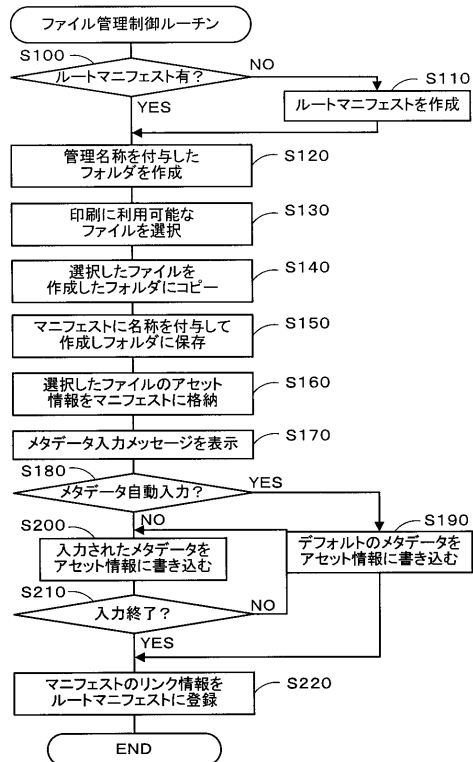 ファイル管理制御ルーチン
S100
ルートマニフェスト有？
NO
YES
S110
ルートマニフェストを作成
管理名称を付与した
フォルダを作成
S120
印刷に利用可能な
ファイルを選択
S130
選択したファイルを
作成したフォルダにコピー
S140
マニフェストに名称を付与して
作成しフォルダに保存
S150
選択したファイルのアセット
情報をマニフェストに格納
S160
メタデータ入力メッセージを表示
S170
S180
メタデータ自動入力？
YES
NO
S190
デフォルトのメタデータを
アセット情報に書き込む
S200
入力されたメタデータを
アセット情報に書き込む
S210
入力終了？
NO
YES
マニフェストのリンク情報を
ルートマニフェストに登録
S220
END